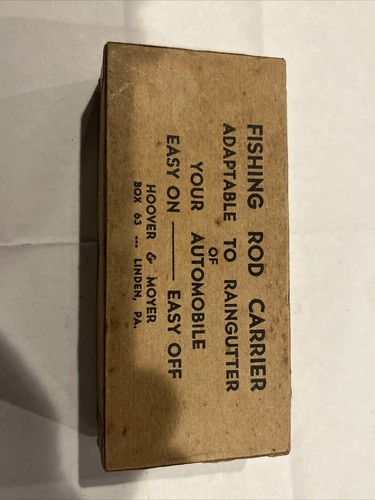 FISHING ROD CARRIER
ADAPTABLE TO RAINGUTTER
OF
YOUR AUTOMOBILE
EASY ON —— EASY OFF
HOOVER & MOYER
BOX 63 --- LINDEN, PA.